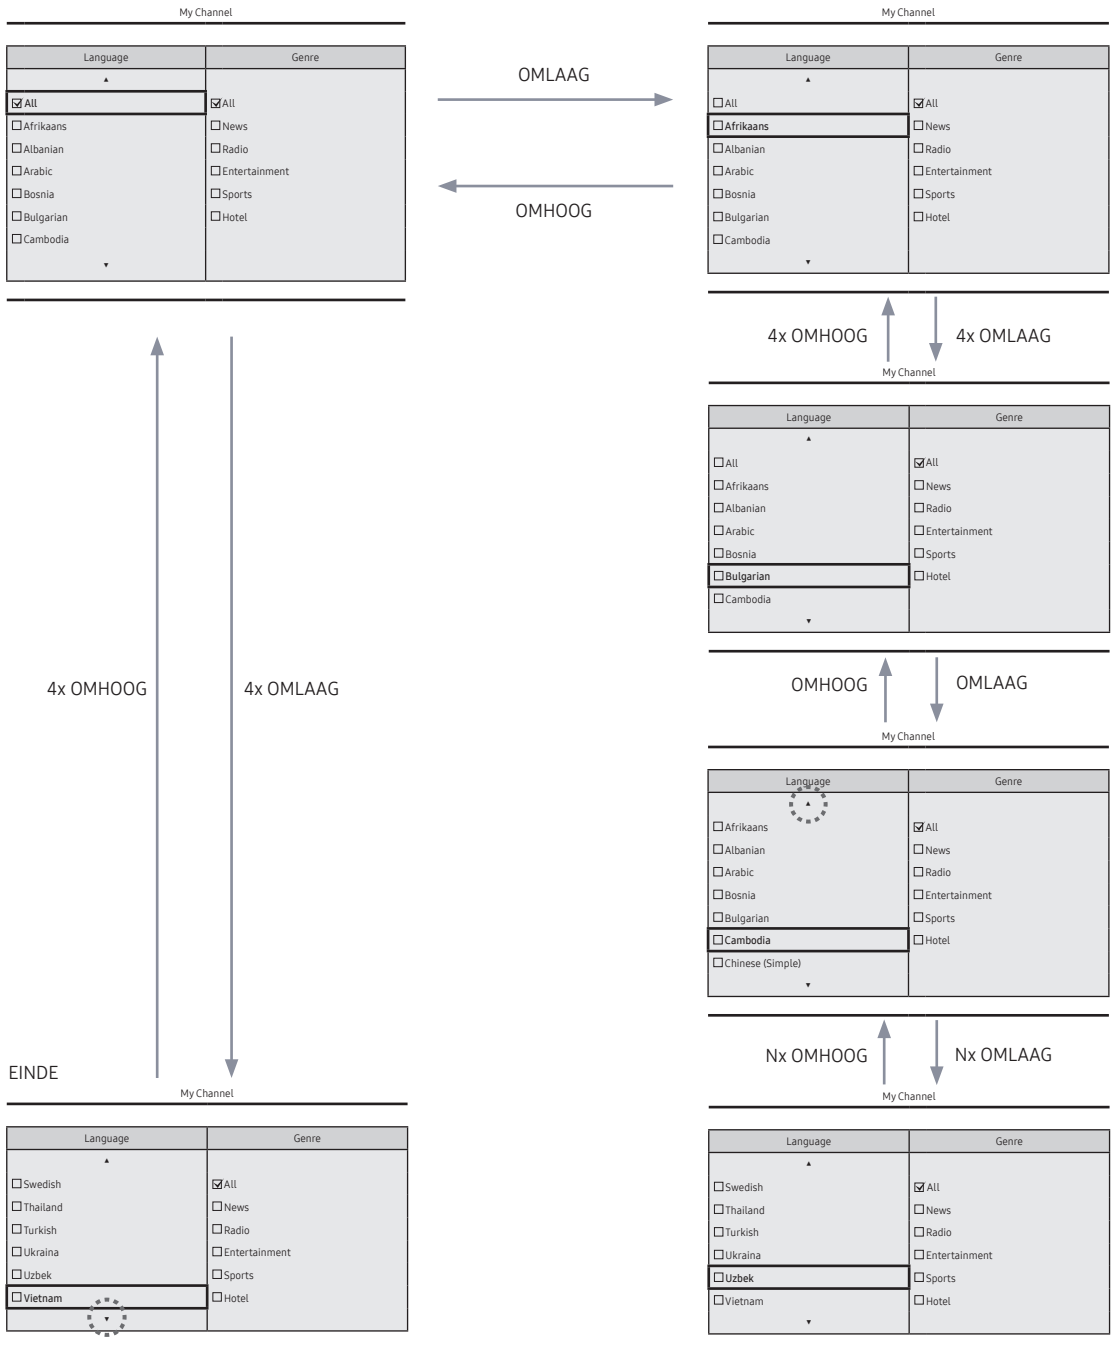 My Channel
Language Genre
▲
All All
Afrikaans News
Albanian Radio
Arabic Entertainment
Bosnia Sports
Bulgarian Hotel
Cambodia
▼
OMLAAG
OMHOOG
My Channel
Language Genre
▲
All All
Afrikaans News
Albanian Radio
Arabic Entertainment
Bosnia Sports
Bulgarian Hotel
Cambodia
▼
4x OMHOOG 4x OMLAAG
My Channel
Language Genre
▲
All All
Afrikaans News
Albanian Radio
Arabic Entertainment
Bosnia Sports
Bulgarian Hotel
Cambodia
▼
4x OMHOOG 4x OMLAAG
OMHOOG OMLAAG
My Channel
Language Genre
▲
Afrikaans All
Albanian News
Arabic Radio
Bosnia Entertainment
Bulgarian Sports
Cambodia Hotel
Chinese (Simple)
▼
Nx OMHOOG Nx OMLAAG
EINDE
My Channel
Language Genre
▲
Swedish All
Thailand News
Turkish Radio
Ukraina Entertainment
Uzbek Sports
Vietnam Hotel
▼
My Channel
Language Genre
▲
Swedish All
Thailand News
Turkish Radio
Ukraina Entertainment
Uzbek Sports
Vietnam Hotel
▼